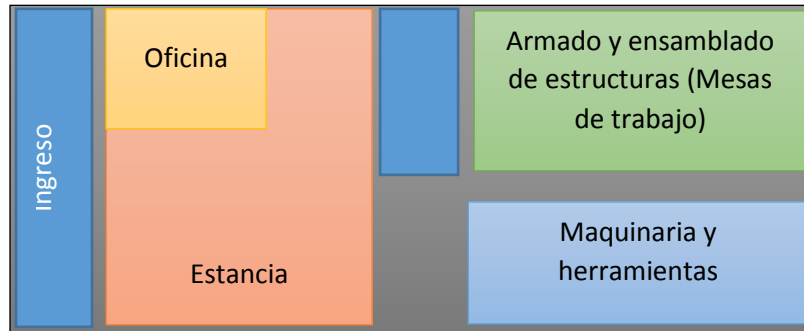 Ingreso
Oficina
Estancia
Armado y ensamblado
de estructuras (Mesas
de trabajo)
Maquinaria y
herramientas